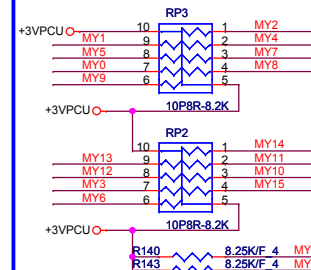 RP3
+3VPCU 10 1 MY2
MY1 9 2 MY4
MY5 8 3 MY7
MY0 7 4 MY8
MY9 6 5
+3VPCU 10P8R-8.2K
RP2
10 1 MY14
MY13 9 2 MY11
MY12 8 3 MY10
MY3 7 4 MY15
MY6 6 5
10P8R-8.2K
+3VPCU
R140 8.25K/F_4 MY
R143 8.25K/F_4 MY